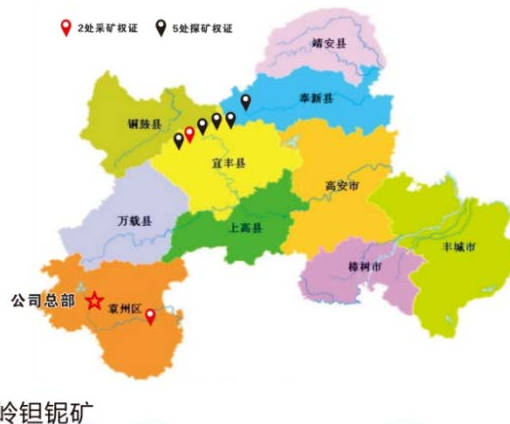 2处采矿权证 5处探矿权证
靖安县
奉新县
铜鼓县
宜丰县
高安市
万载县
上高县
丰城市
樟树市
公司总部
袁州区
岭钽铌矿